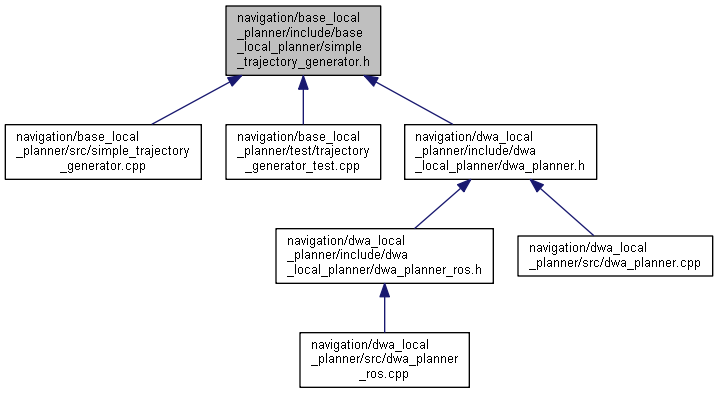 navigation/base_local
_planner/include/base
_local_planner/simple
_trajectory_generator.h
navigation/base_local
_planner/src/simple_trajectory
_generator.cpp
navigation/base_local
_planner/test/trajectory
_generator_test.cpp
navigation/dwa_local
_planner/include/dwa
_local_planner/dwa_planner.h
navigation/dwa_local
_planner/include/dwa
_local_planner/dwa_planner_ros.h
navigation/dwa_local
_planner/src/dwa_planner.cpp
navigation/dwa_local
_planner/src/dwa_planner
_ros.cpp